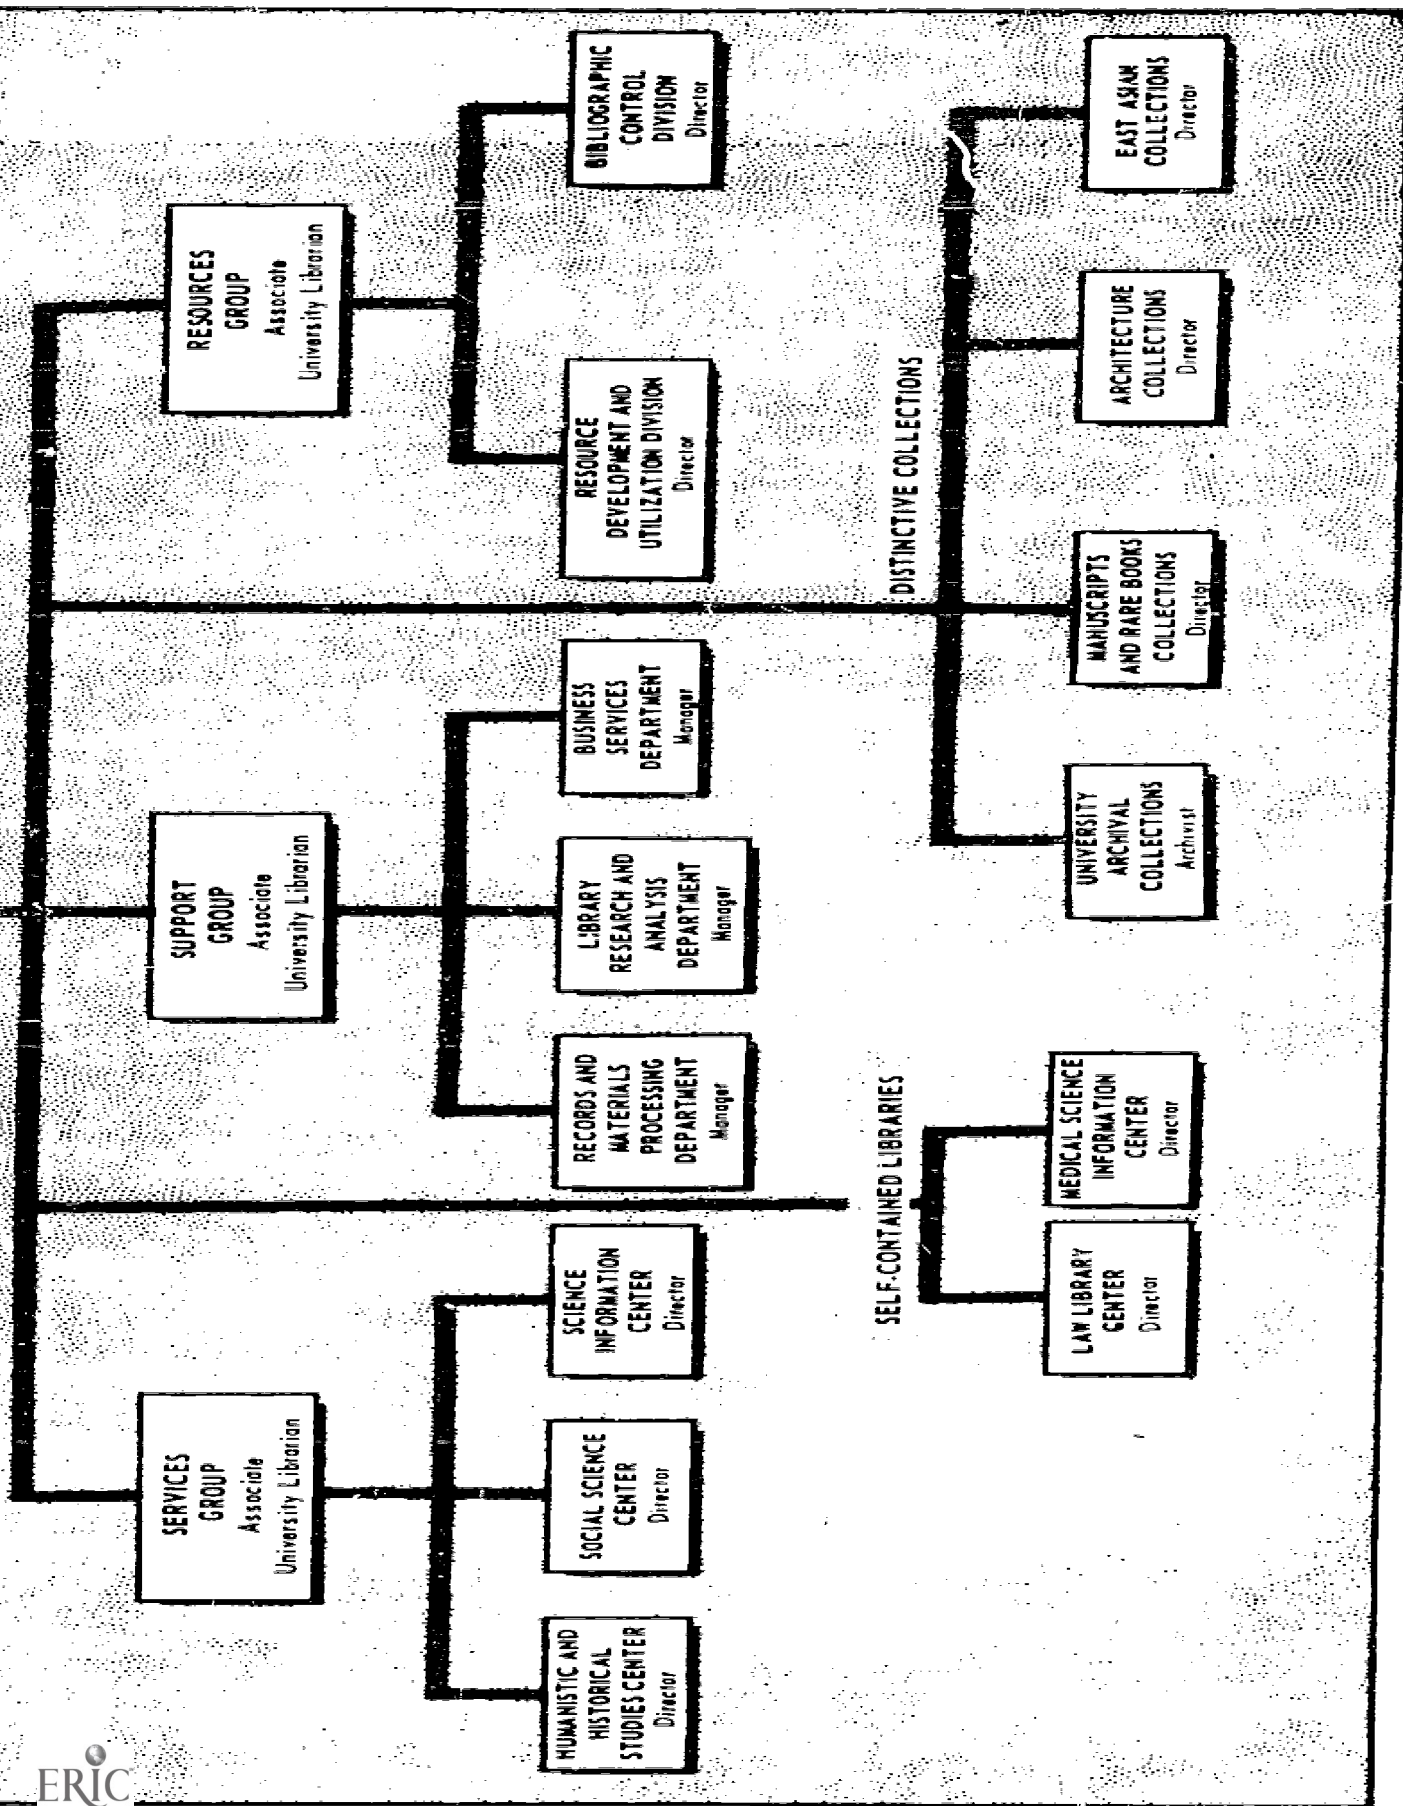 SERVICES
GROUP
Associate
University Librarian
SUPPORT
GROUP
Associate
University Librarian
RESOURCES
GROUP
Associate
University Librarian
HUMANISTIC AND
HISTORICAL
STUDIES CENTER
Director
SOCIAL SCIENCE
CENTER
Director
SCIENCE
INFORMATION
CENTER
Director
RECORDS AND
MATERIALS
PROCESSING
DEPARTMENT
Manager
LIBRARY
RESEARCH AND
ANALYSIS
DEPARTMENT
Manager
BUSINESS
SERVICES
DEPARTMENT
Manager
RESOURCE
DEVELOPMENT AND
UTILIZATION DIVISION
Director
BIBLIOGRAPHIC
CONTROL
DIVISION
Director
SELF-CONTAINED LIBRARIES
LAW LIBRARY
CENTER
Director
MEDICAL SCIENCE
INFORMATION
CENTER
Director
DISTINCTIVE COLLECTIONS
UNIVERSITY
ARCHIVAL
COLLECTIONS
Archivist
MANUSCRIPTS
AND RARE BOOKS
COLLECTIONS
Director
ARCHITECTURE
COLLECTIONS
Director
EAST ASIAN
COLLECTIONS
Director
ERIC